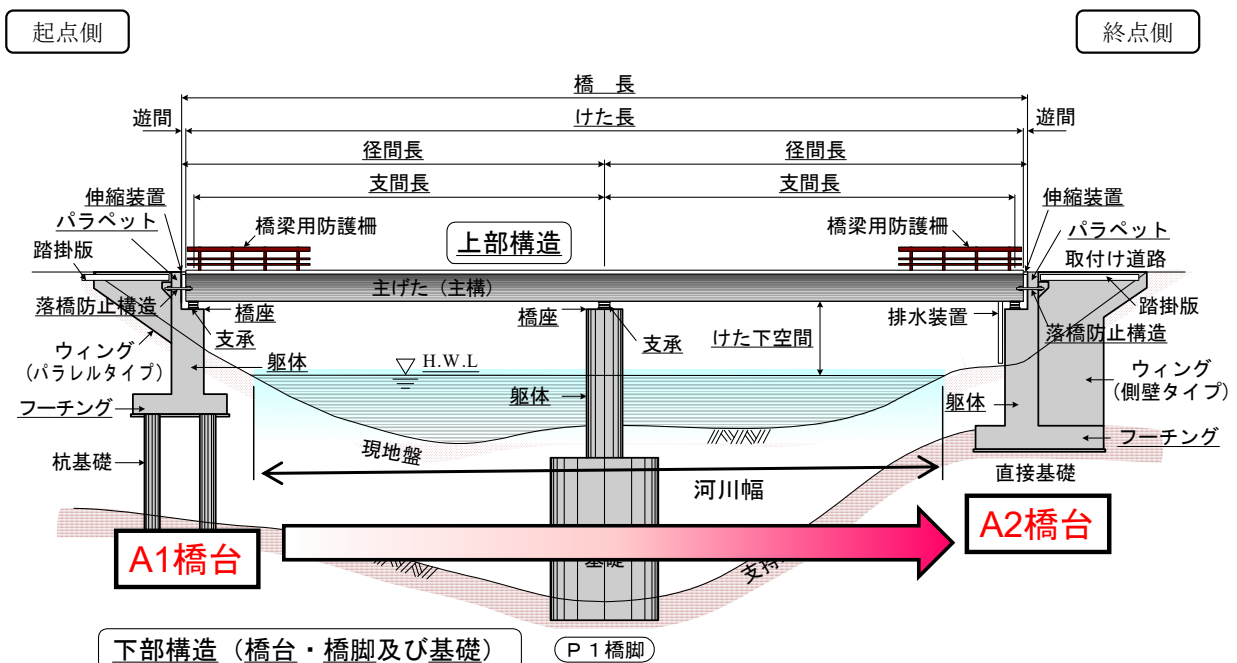 起点側
終点側
橋 長
遊間
けた長
遊間
径間長
径間長
支間長
支間長
伸縮装置
伸縮装置
パラペット
橋梁用防護柵
上部構造
橋梁用防護柵
パラペット
踏掛版
取付け道路
主げた（主構）
落橋防止構造
橋座
橋座
排水装置
踏掛版
支承
支承
けた下空間
落橋防止構造
ウィング
(パラレルタイプ)
躯体
H.W.L
ウィング
(側壁タイプ)
躯体
躯体
フーチング
フーチング
現地盤
杭基礎
直接基礎
河川幅
A1橋台
A2橋台
基礎
支持
下部構造（橋台・橋脚及び基礎）
Ｐ１橋脚